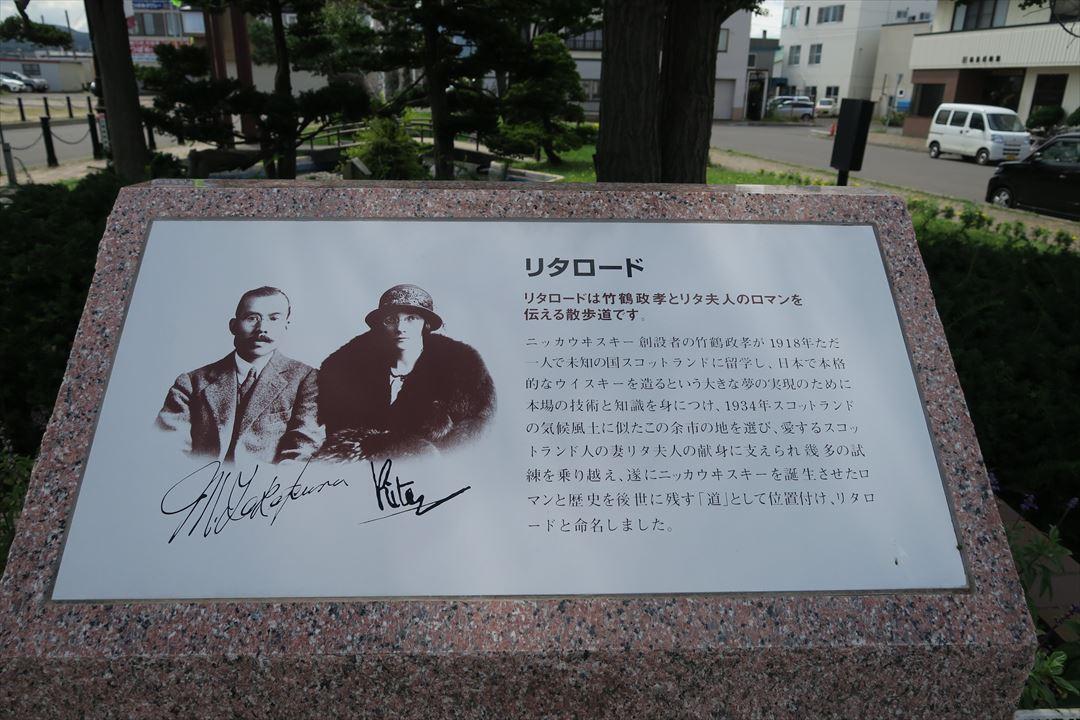 リタロード
リタロードは竹鶴政孝とリタ夫人のロマンを
伝える散歩道です。
ニッカウヰスキー創設者の竹鶴政孝が1918年ただ
一人で未知の国スコットランドに留学し、日本で本格
的なウイスキーを造るという大きな夢の実現のために
本場の技術と知識を身につけ、1934年スコットランド
の気候風土に似たこの余市の地を選び、愛するスコッ
トランド人の妻リタ夫人の献身に支えられ幾多の試
練を乗り越え、遂にニッカウヰスキーを誕生させたロ
マンと歴史を後世に残す「道」として位置付け、リタロ
ードと命名しました。
M.Taketsura
Rita